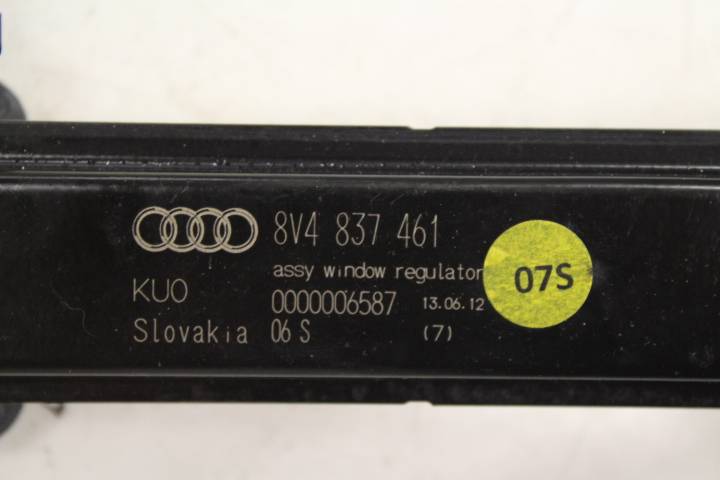 8V4 837 461
assy window regulator
KUO 0000006587 13.06.12
Slovakia 06 S (7)
07S